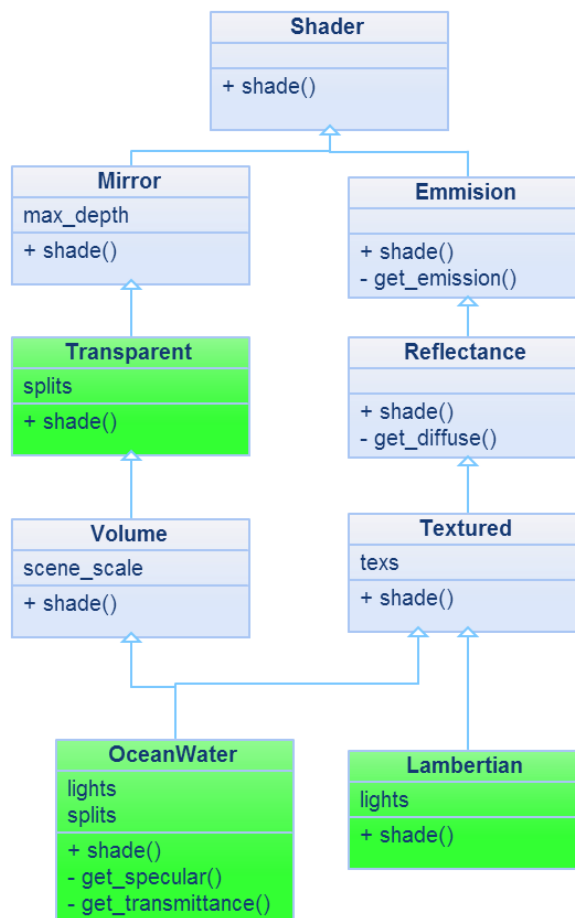 Shader
+ shade()
Mirror
max_depth
+ shade()
Emmision
+ shade()
- get_emission()
Transparent
splits
+ shade()
Reflectance
+ shade()
- get_diffuse()
Volume
scene_scale
+ shade()
Textured
texs
+ shade()
OceanWater
lights
splits
+ shade()
- get_specular()
- get_transmittance()
Lambertian
lights
+ shade()